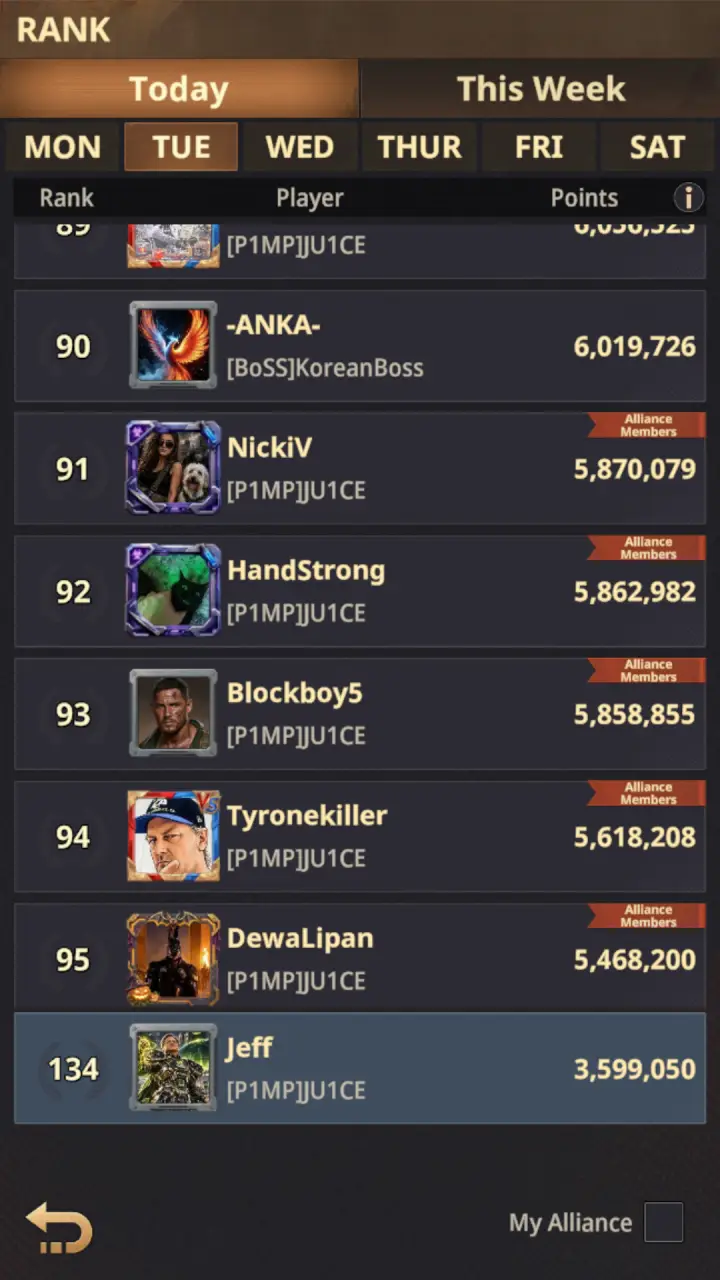 RANK
Today
This Week
MON TUE WED THUR FRI SAT
Rank Player Points
89
[P1MP]JU1CE
-ANKA-
90
6,019,726
[BoSS]KoreanBoss
Alliance
Members
NickiV
91
5,870,079
[P1MP]JU1CE
Alliance
Members
HandStrong
92
5,862,982
[P1MP]JU1CE
Alliance
Members
Blockboy5
93
5,858,855
[P1MP]JU1CE
Alliance
Members
Tyronekiller
94
5,618,208
[P1MP]JU1CE
Alliance
Members
DewaLipan
95
5,468,200
[P1MP]JU1CE
Jeff
134
3,599,050
[P1MP]JU1CE
My Alliance